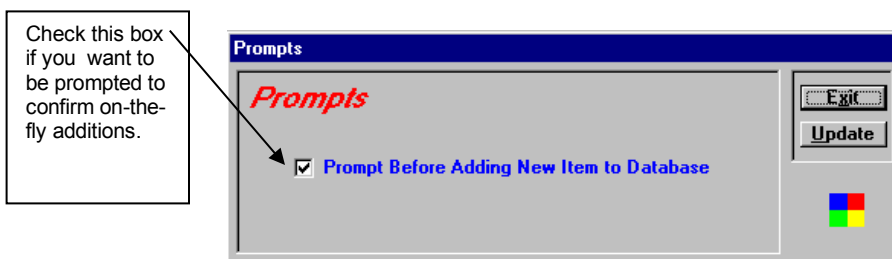 Check this box
if you want to
be prompted to
confirm on-the-
fly additions.
Prompts
Prompts
Exit
Update
Prompt Before Adding New Item to Database